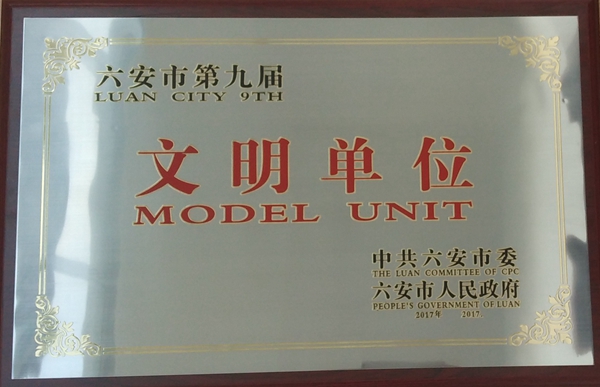 六安市第九届
LUAN CITY 9TH
文明单位
MODEL UNIT
中共六安市委
THE LUAN COMMITTEE OF CPC
六安市人民政府
PEOPLE'S GOVERNMENT OF LUAN
2017年 2017